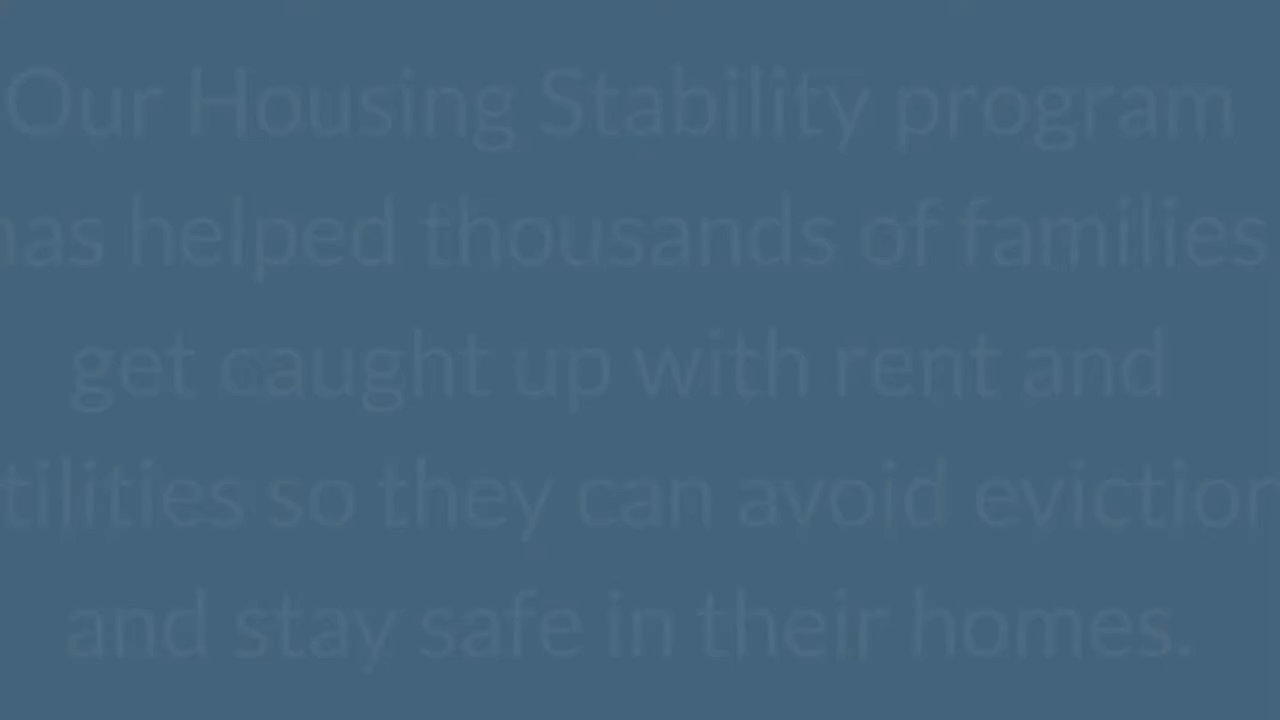 Our Housing Stability program
has helped thousands of families
get caught up with rent and
tilities so they can avoid eviction
and stay safe in their homes.